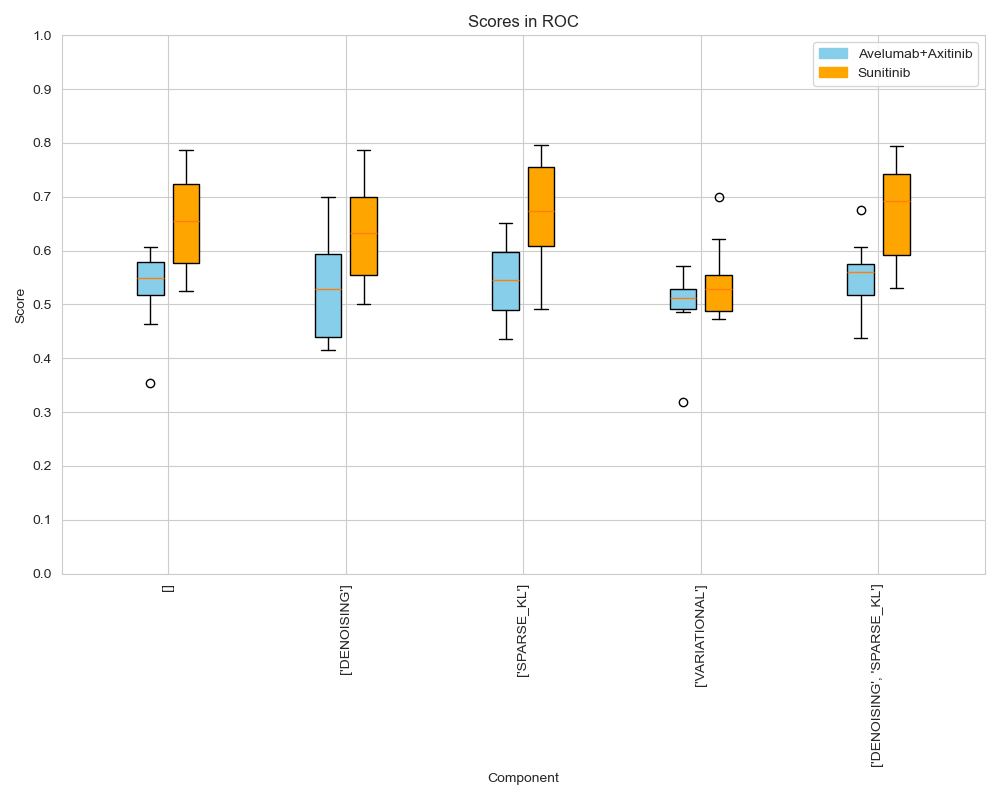 Scores in ROC
Avelumab+Axitinib
Sunitinib
Score
1.0
0.9
0.8
0.7
0.6
0.5
0.4
0.3
0.2
0.1
0.0
[]
['DENOISING']
['SPARSE_KL']
['VARIATIONAL']
['DENOISING', 'SPARSE_KL']
Component